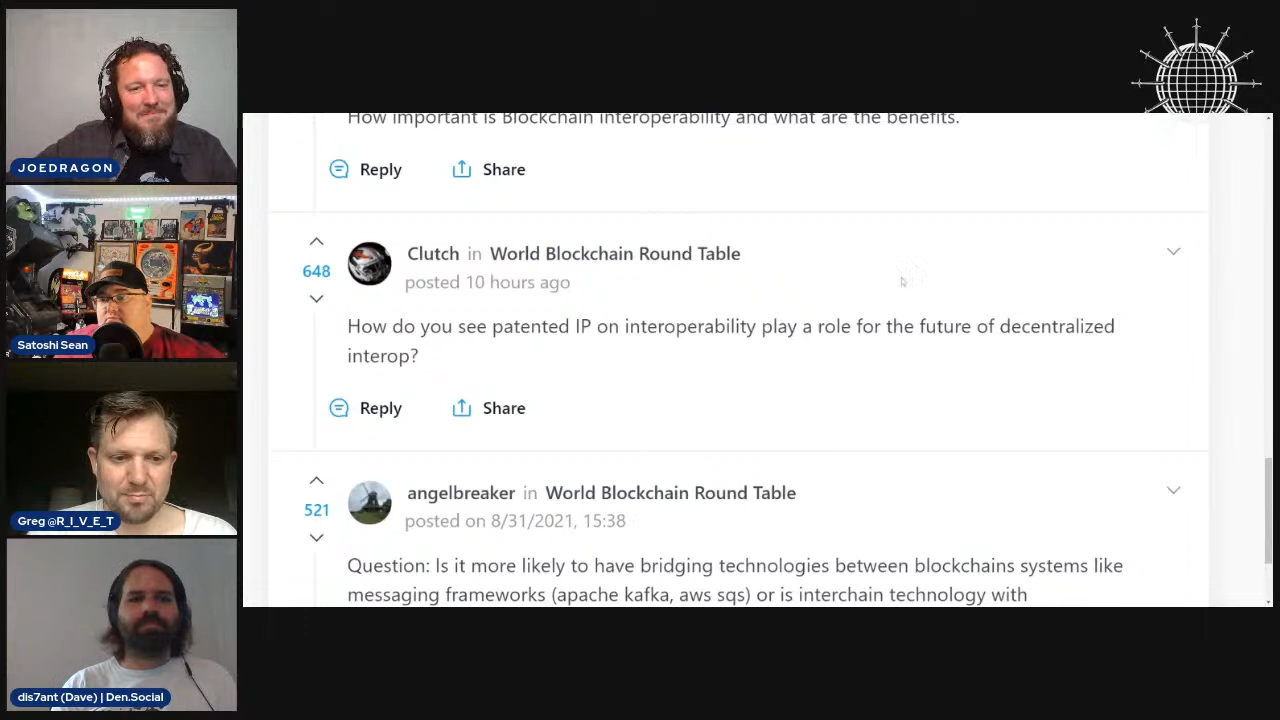 JOEDRAGON
Satoshi Sean
Greg @R_I_V_E_T
dis7ant (Dave) | Den.Social
How important is Blockchain interoperability and what are the benefits.
Reply Share
648
Clutch in World Blockchain Round Table
posted 10 hours ago
How do you see patented IP on interoperability play a role for the future of decentralized
interop?
Reply Share
521
angelbreaker in World Blockchain Round Table
posted on 8/31/2021, 15:38
Question: Is it more likely to have bridging technologies between blockchains systems like
messaging frameworks (apache kafka, aws sqs) or is interchain technology with